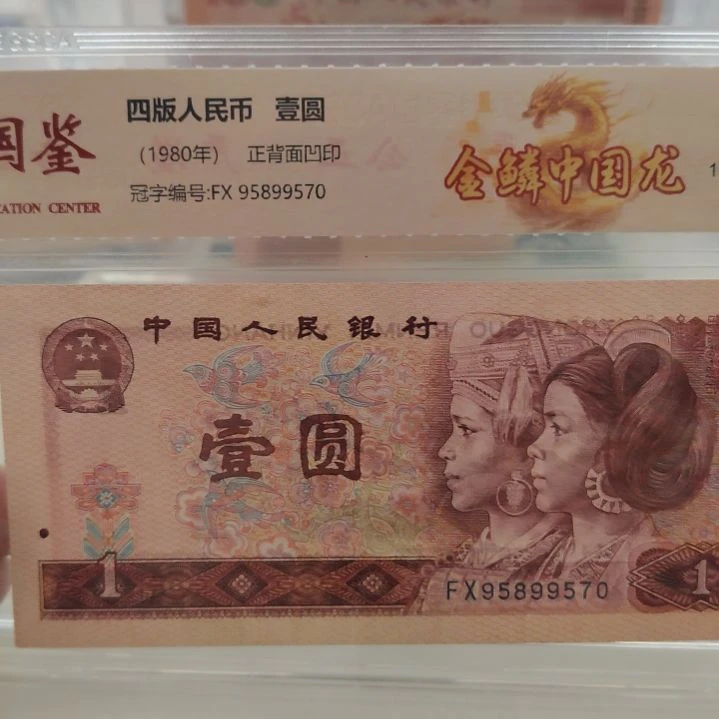 国鉴
四版人民币 壹圆
(1980年) 正背面凹印
冠字编号:FX 95899570
金鳞中国龙
1
ATION CENTER
中国人民银行
壹圆
1
FX95899570
1